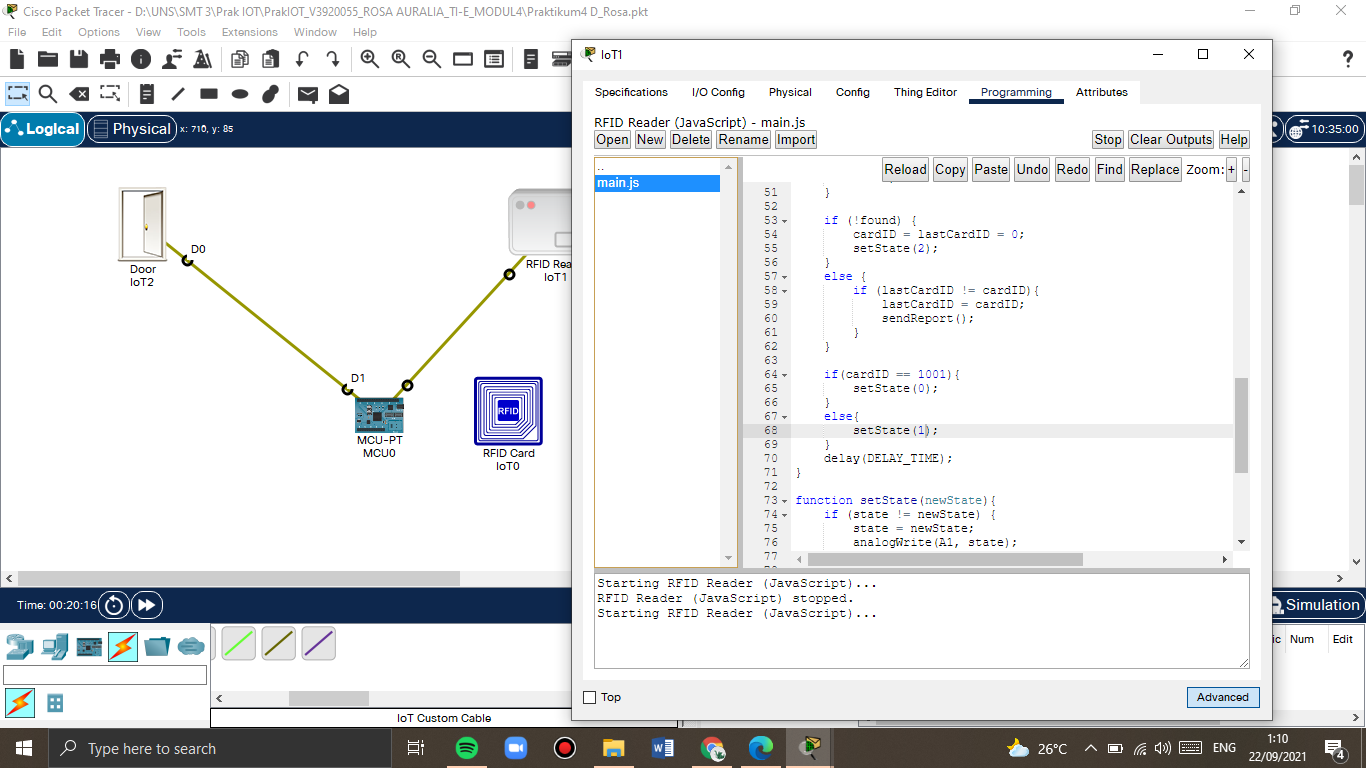 Cisco Packet Tracer - D:\UNS\SMT 3\Prak IOT\PrakIOT_V3920055_ROSA AURALIA_TI-E_MODUL4\Praktikum4 D_Rosa.pkt
File Edit Options View Tools Extensions Window Help
IoT1
Specifications I/O Config Physical Config Thing Editor Programming Attributes
Logical Physical x: 710, y: 85
10:35:00
RFID Reader (JavaScript) - main.js
Open New Delete Rename Import Stop Clear Outputs Help
Reload Copy Paste Undo Redo Find Replace Zoom: + -
..
main.js
51 }
52
53 if (!found) {
54 cardID = lastCardID = 0;
55 setState(2);
56 }
57 else {
58 if (lastCardID != cardID){
59 lastCardID = cardID;
60 sendReport();
61 }
62 }
63
64 if(cardID == 1001){
65 setState(0);
66 }
67 else{
68 setState(1);
69 }
70 delay(DELAY_TIME);
71 }
72
73 function setState(newState){
74 if (state != newState) {
75 state = newState;
76 analogWrite(A1, state);
77
Starting RFID Reader (JavaScript)...
RFID Reader (JavaScript) stopped.
Starting RFID Reader (JavaScript)...
Top
Advanced
D0
Door
IoT2
RFID Rea
IoT1
D1
MCU-PT
MCU0
RFID
RFID Card
IoT0
Time: 00:20:16
Simulation
ic Num Edit
IoT Custom Cable
Type here to search
26°C
ENG
1:10
22/09/2021
4